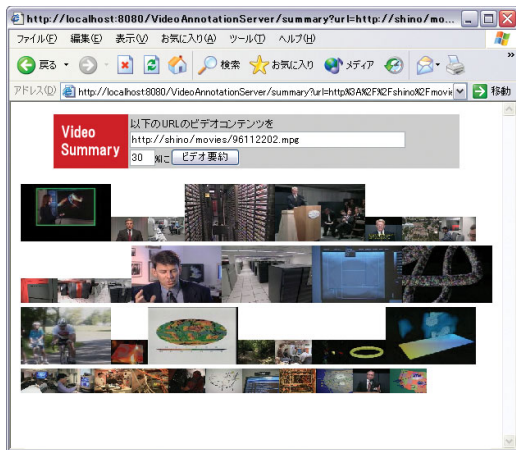 http://localhost:8080/VideoAnnotationServer/summary?url=http://shino/mo...
ファイル(F) 編集(E) 表示(V) お気に入り(A) ツール(T) ヘルプ(H)
戻る 検索 お気に入り メディア »
アドレス(D) http://localhost:8080/VideoAnnotationServer/summary?url=http%3A%2F%2Fshino%2Fmovie 移動
Video
Summary
以下のURLのビデオコンテンツを
http://shino/movies/96112202.mpg
30 %に ビデオ要約